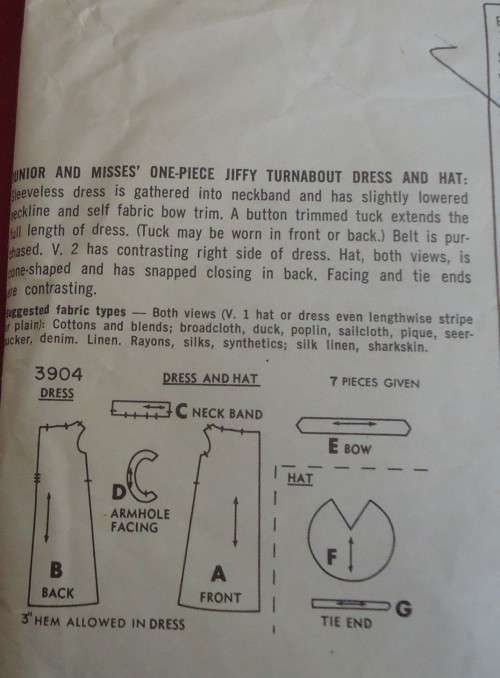 UNIOR AND MISSES' ONE-PIECE JIFFY TURNABOUT DRESS AND HAT:
Sleeveless dress is gathered into neckband and has slightly lowered
neckline and self fabric bow trim. A button trimmed tuck extends the
full length of dress. (Tuck may be worn in front or back.) Belt is pur-
chased. V. 2 has contrasting right side of dress. Hat, both views, is
cone-shaped and has snapped closing in back. Facing and tie ends
are contrasting.
Suggested fabric types — Both views (V. 1 hat or dress even lengthwise stripe
or plain): Cottons and blends; broadcloth, duck, poplin, sailcloth, pique, seer-
sucker, denim. Linen. Rayons, silks, synthetics; silk linen, sharkskin.
3904 DRESS AND HAT 7 PIECES GIVEN
DRESS
C NECK BAND
E BOW
HAT
D
ARMHOLE
FACING
B
BACK
A
FRONT
F
G
TIE END
3" HEM ALLOWED IN DRESS